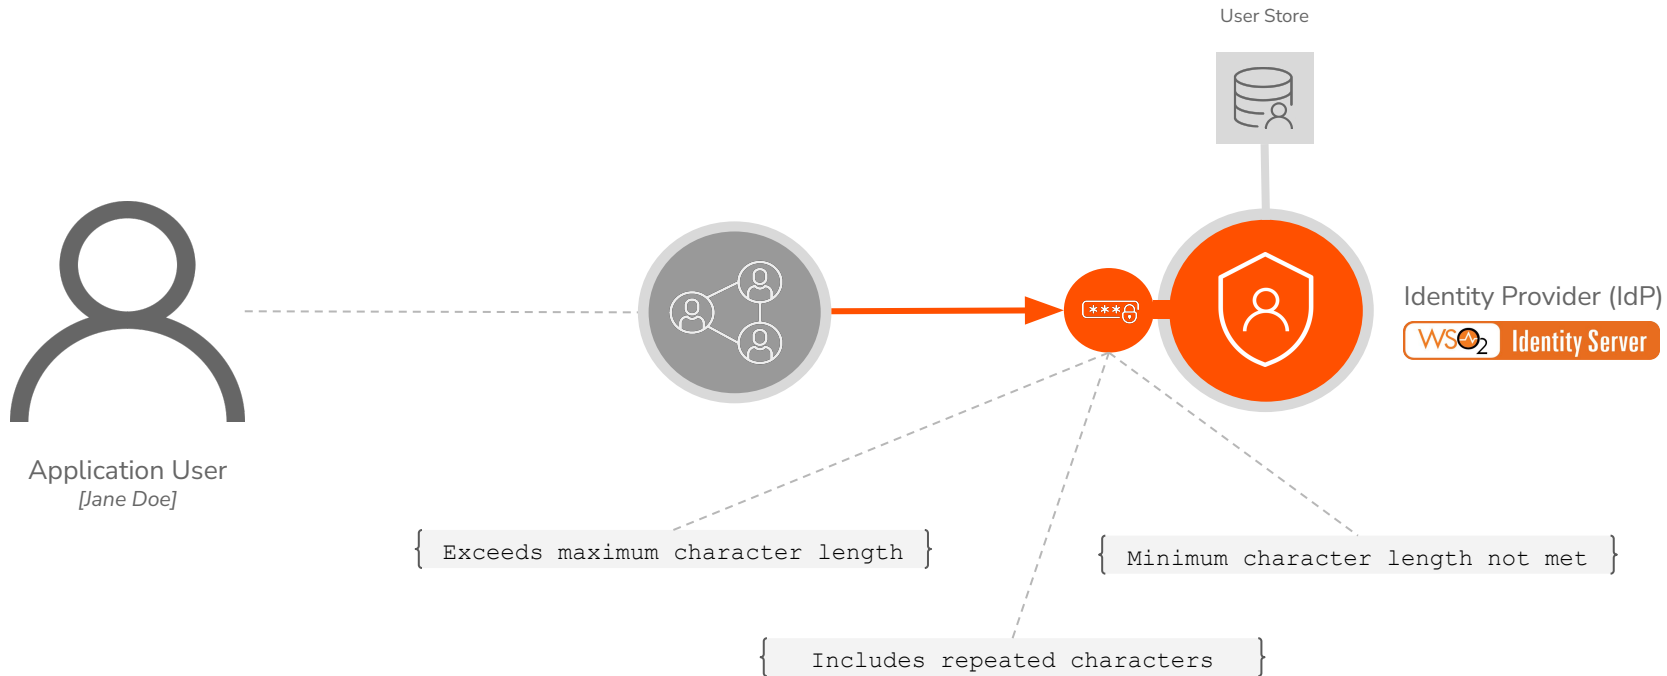 User Store
Identity Provider (IdP)
WSO2 Identity Server
Application User
[Jane Doe]
***
{ Exceeds maximum character length }
{ Minimum character length not met }
{ Includes repeated characters }